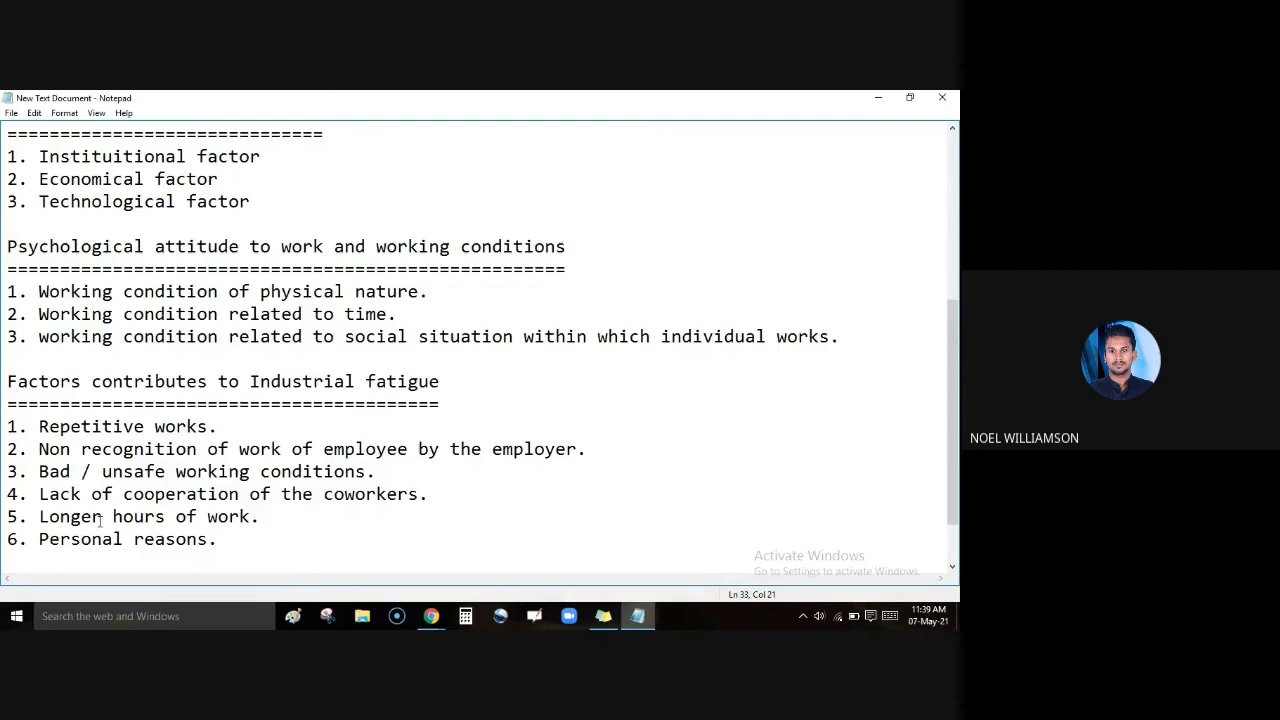 New Text Document - Notepad
File Edit Format View Help
==============================
1. Instituitional factor
2. Economical factor
3. Technological factor
Psychological attitude to work and working conditions
=====================================================
1. Working condition of physical nature.
2. Working condition related to time.
3. working condition related to social situation within which individual works.
Factors contributes to Industrial fatigue
=========================================
1. Repetitive works.
2. Non recognition of work of employee by the employer.
3. Bad / unsafe working conditions.
4. Lack of cooperation of the coworkers.
5. Longer hours of work.
6. Personal reasons.
NOEL WILLIAMSON
Activate Windows
Go to Settings to activate Windows.
Ln 33, Col 21
Search the web and Windows
11:39 AM
07-May-21